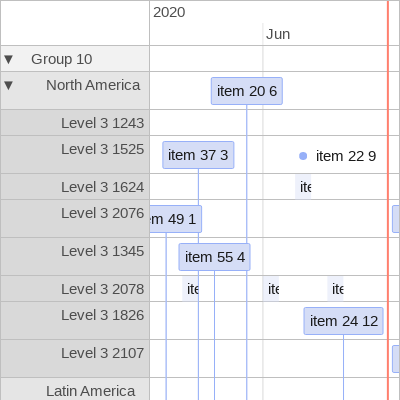 2020
Jun
▼ Group 10
▼ North America
item 20 6
Level 3 1243
Level 3 1525
item 37 3
item 22 9
Level 3 1624
ite
Level 3 2076
em 49 1
Level 3 1345
item 55 4
Level 3 2078
ite
ite
ite
Level 3 1826
item 24 12
Level 3 2107
Latin America